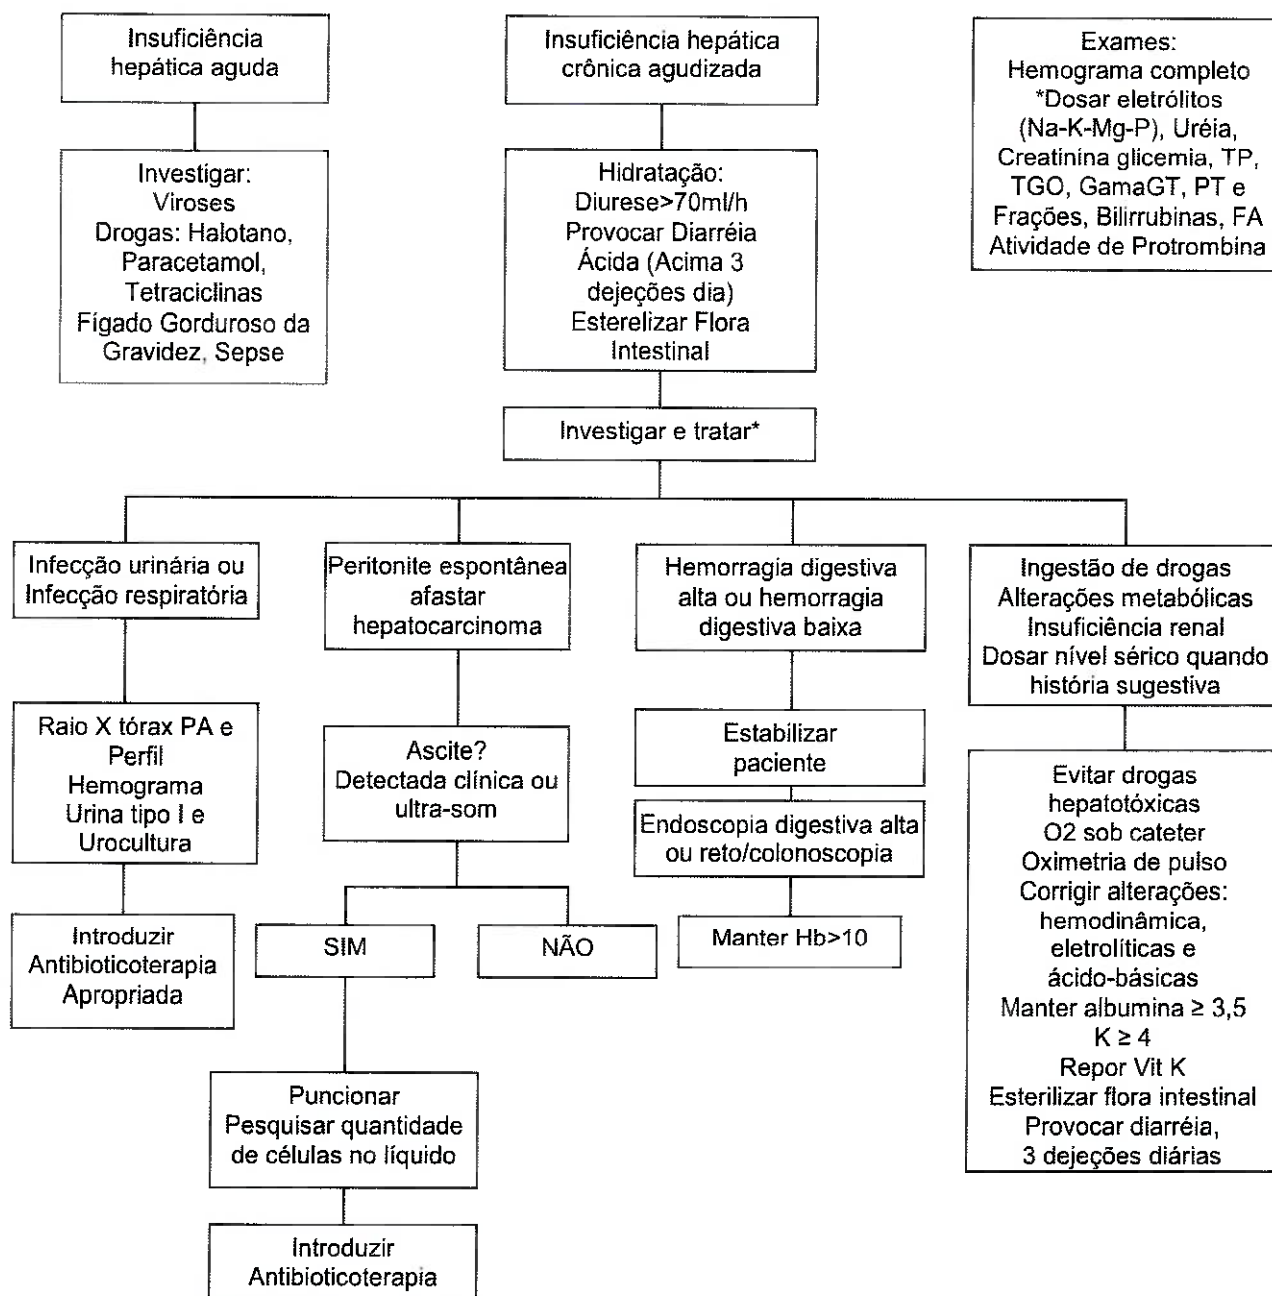 Insuficiência
hepática aguda
Insuficiência hepática
crônica agudizada
Exames:
Hemograma completo
*Dosar eletrólitos
(Na-K-Mg-P), Uréia,
Creatinina glicemia, TP,
TGO, GamaGT, PT e
Frações, Bilirrubinas, FA
Atividade de Protrombina
Investigar:
Viroses
Drogas: Halotano,
Paracetamol,
Tetraciclinas
Fígado Gorduroso da
Gravidez, Sepse
Hidratação:
Diurese>70ml/h
Provocar Diarréia
Ácida (Acima 3
dejeções dia)
Esterelizar Flora
Intestinal
Investigar e tratar*
Infecção urinária ou
Infecção respiratória
Peritonite espontânea
afastar
hepatocarcinoma
Hemorragia digestiva
alta ou hemorragia
digestiva baixa
Ingestão de drogas
Alterações metabólicas
Insuficiência renal
Dosar nível sérico quando
história sugestiva
Raio X tórax PA e
Perfil
Hemograma
Urina tipo I e
Urocultura
Ascite?
Detectada clínica ou
ultra-som
Estabilizar
paciente
Endoscopia digestiva alta
ou reto/colonoscopia
Evitar drogas
hepatotóxicas
O2 sob cateter
Oximetria de pulso
Corrigir alterações:
hemodinâmica,
eletrolíticas e
ácido-básicas
Manter albumina ≥ 3,5
K ≥ 4
Repor Vit K
Esterilizar flora intestinal
Provocar diarréia,
3 dejeções diárias
Introduzir
Antibioticoterapia
Apropriada
SIM
NÃO
Manter Hb>10
Puncionar
Pesquisar quantidade
de células no líquido
Introduzir
Antibioticoterapia